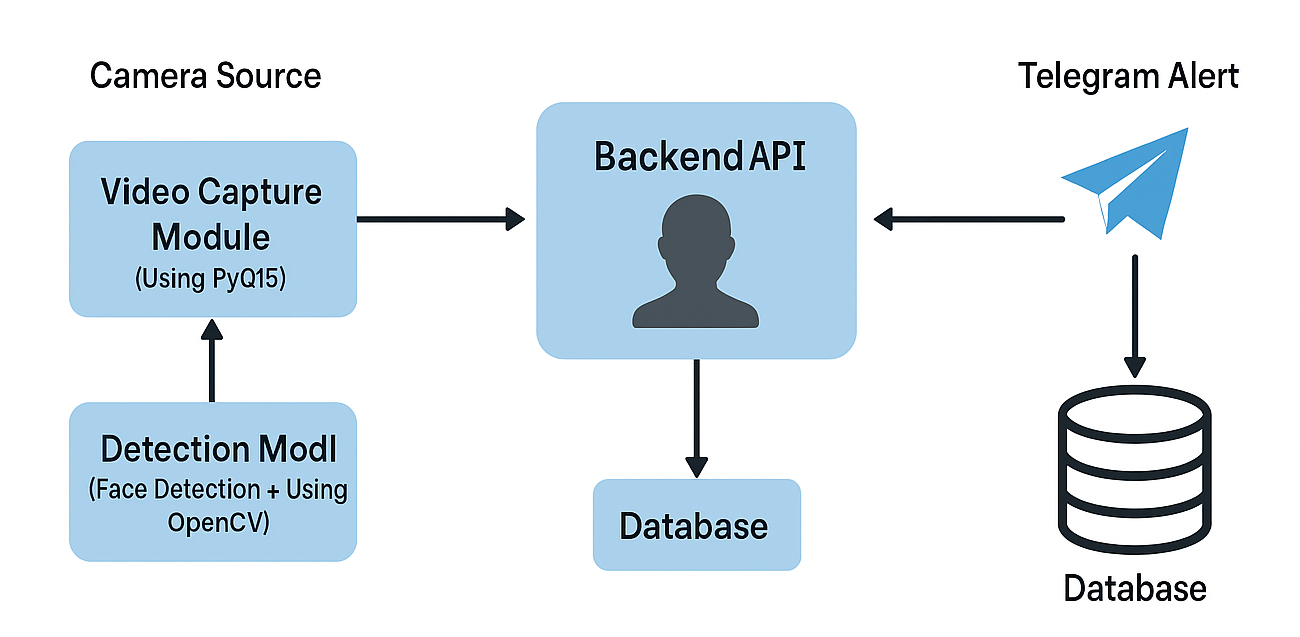 Camera Source
Video Capture
Module
(Using PyQ15)
Detection Modl
(Face Detection + Using
OpenCV)
Backend API
Database
Telegram Alert
Database